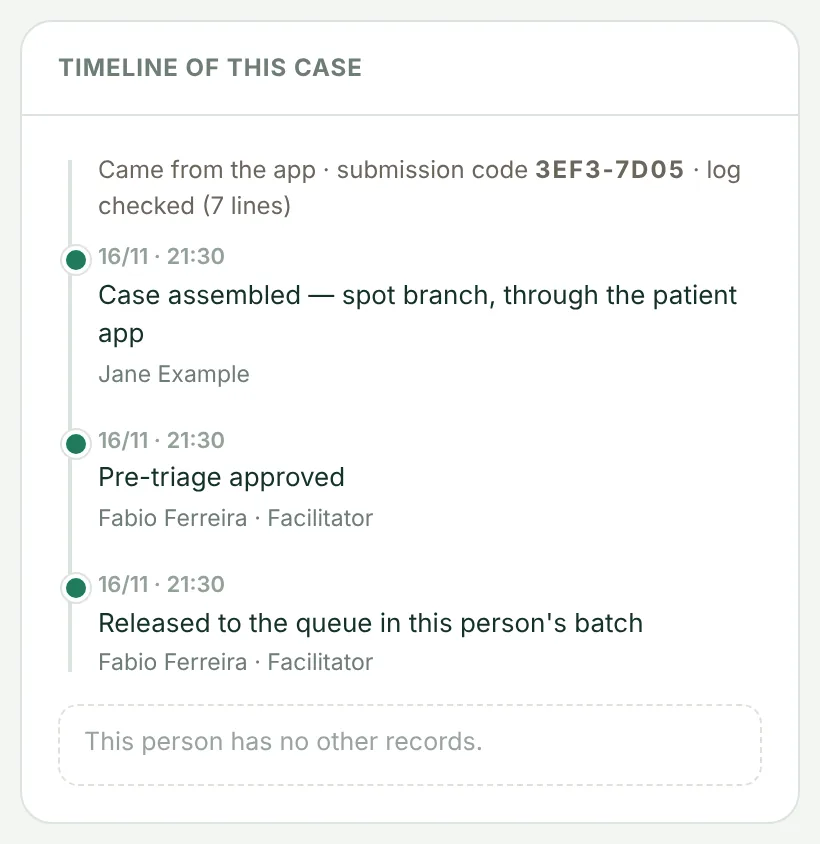 TIMELINE OF THIS CASE
Came from the app · submission code 3EF3-7D05 · log
checked (7 lines)
16/11 · 21:30
Case assembled — spot branch, through the patient
app
Jane Example
16/11 · 21:30
Pre-triage approved
Fabio Ferreira · Facilitator
16/11 · 21:30
Released to the queue in this person's batch
Fabio Ferreira · Facilitator
This person has no other records.